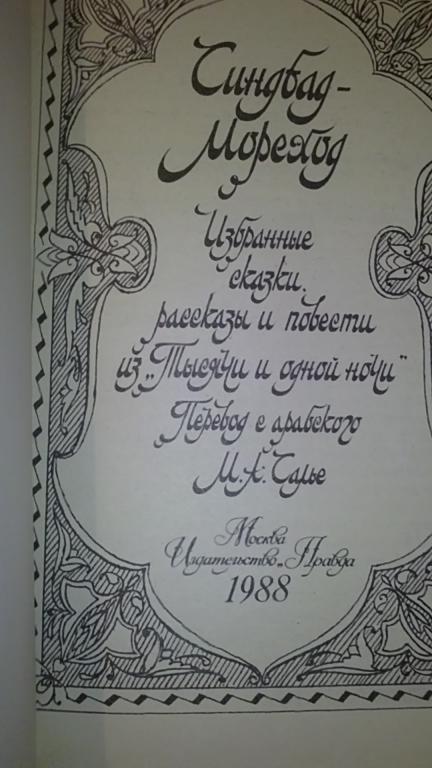 Синдбад-
Мореход
Избранные
сказки,
рассказы и повести
из „Тысячи и одной ночи"
Перевод с арабского
М. А. Салье
Москва
Издательство „Правда
1988